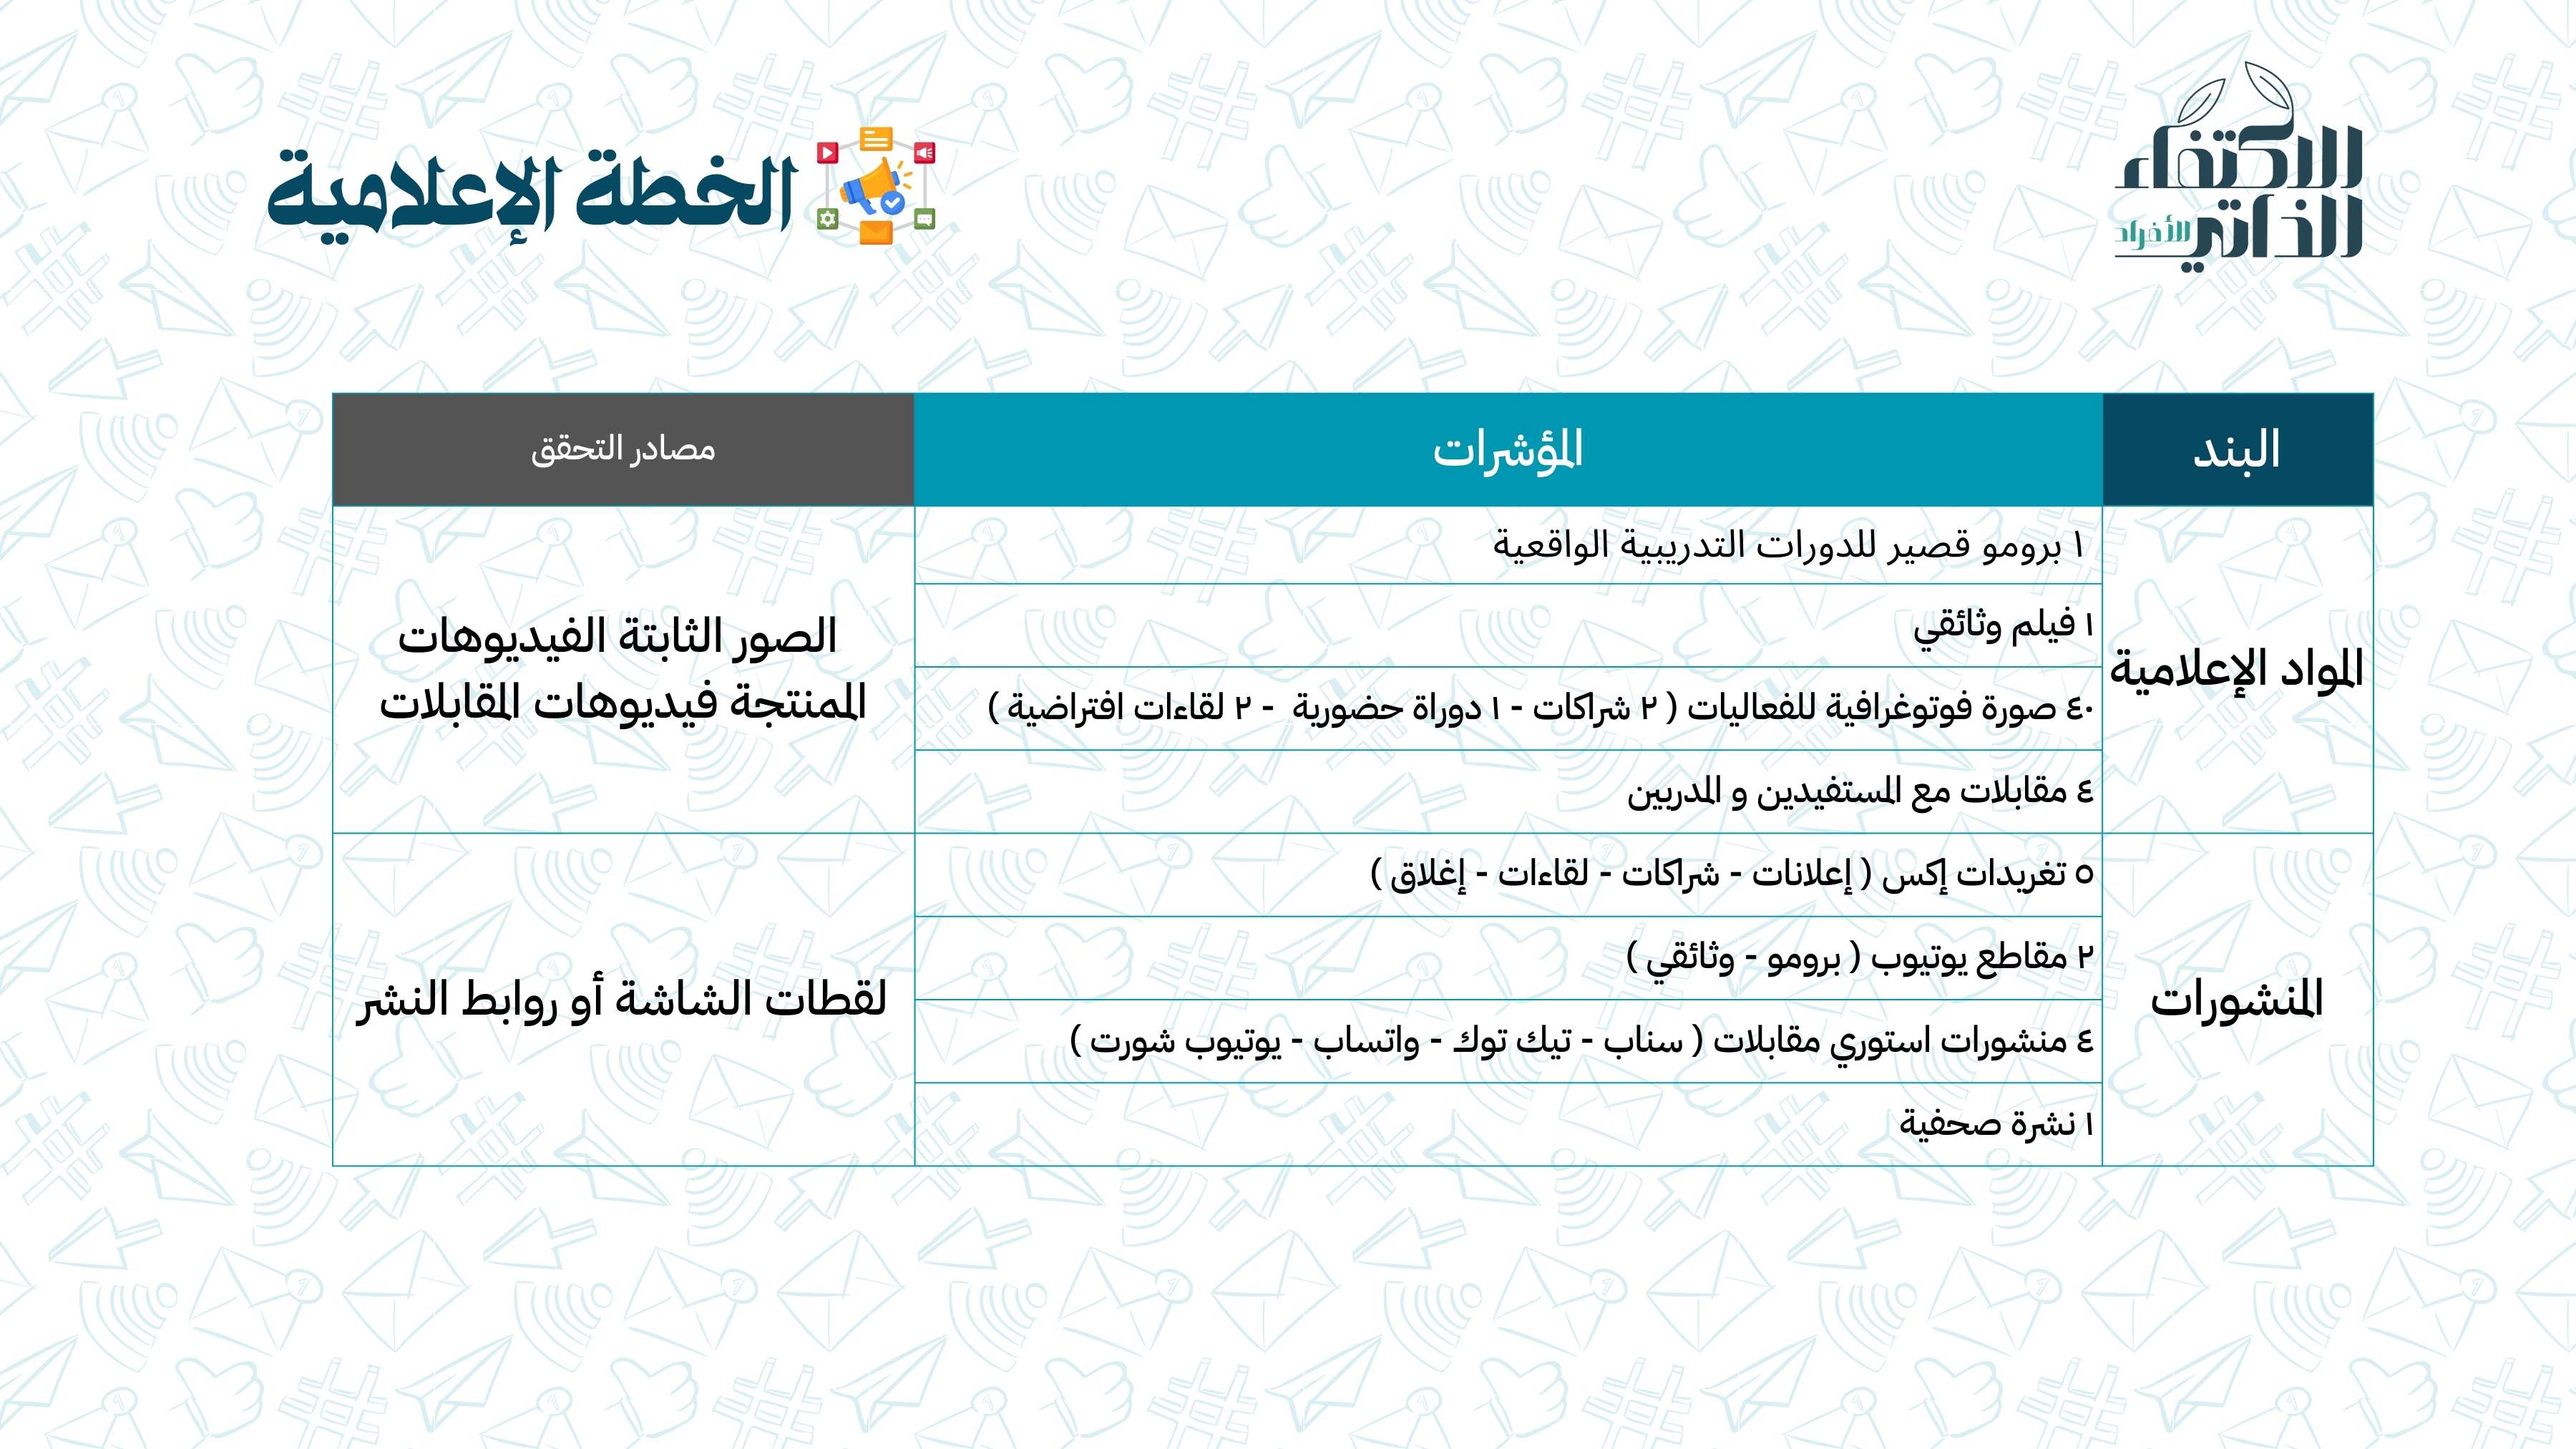 الاكتفاء
الذاتي للأفراد
الخطة الإعلامية
البند
المؤشرات
مصادر التحقق
المواد الإعلامية
١ برومو قصير للدورات التدريبية الواقعية
١ فيلم وثائقي
٤٠ صورة فوتوغرافية للفعاليات ( ٢ شراكات - ١ دوراة حضورية - ٢ لقاءات افتراضية )
٤ مقابلات مع المستفيدين و المدربين
الصور الثابتة الفيديوهات
المنتجة فيديوهات المقابلات
المنشورات
٥ تغريدات إكس ( إعلانات - شراكات - لقاءات - إغلاق )
٢ مقاطع يوتيوب ( برومو - وثائقي )
٤ منشورات استوري مقابلات ( سناب - تيك توك - واتساب - يوتيوب شورت )
١ نشرة صحفية
لقطات الشاشة أو روابط النشر